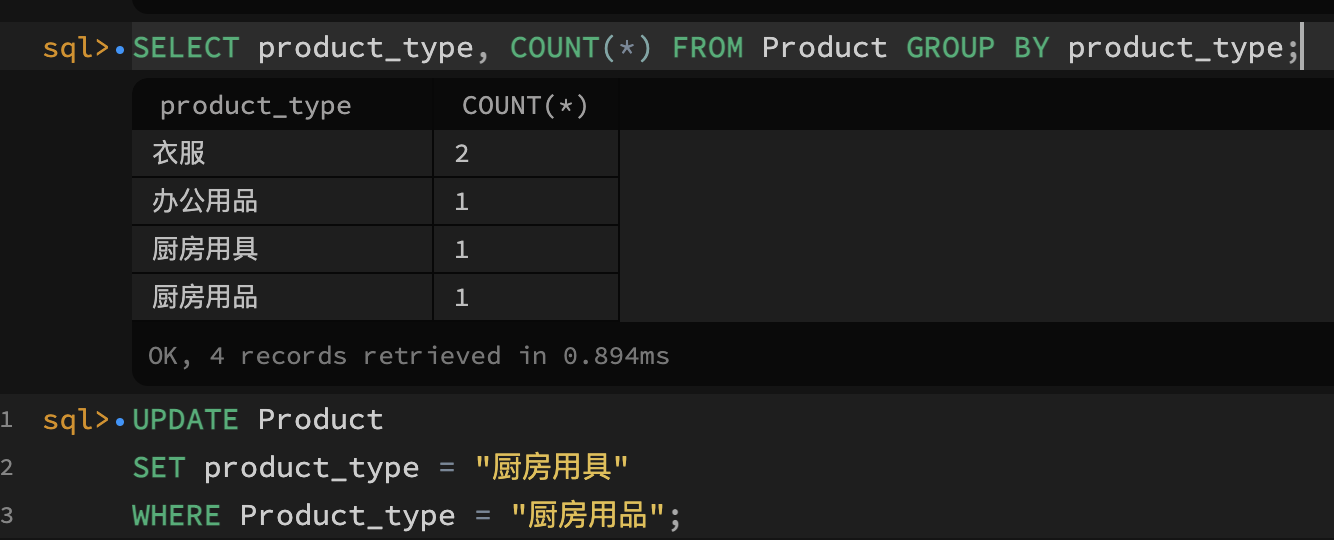 sql> SELECT product_type, COUNT(*) FROM Product GROUP BY product_type;
product_type COUNT(*)
衣服 2
办公用品 1
厨房用具 1
厨房用品 1
OK, 4 records retrieved in 0.894ms
1 sql> UPDATE Product
2 SET product_type = "厨房用具"
3 WHERE Product_type = "厨房用品";